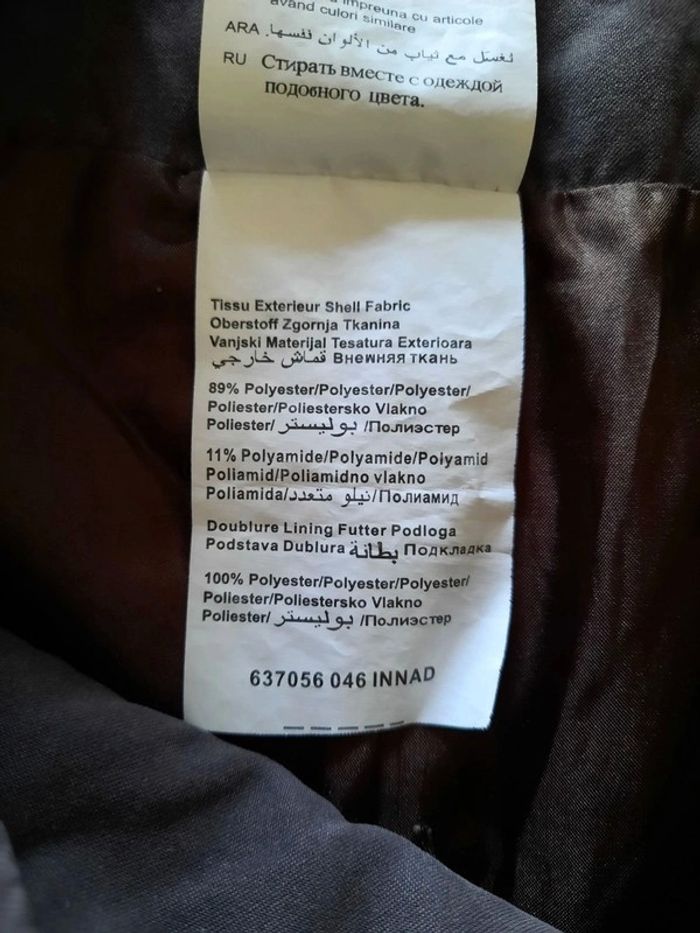 împreuna cu articole
avand culori similare
ARA تغسل مع ثياب من الألوان نفسها.
RU Стирать вместе с одеждой
подобного цвета.
Tissu Exterieur Shell Fabric
Oberstoff Zgornja Tkanina
Vanjski Materijal Tesatura Exterioara
قماش خارجي Внешняя ткань
89% Polyester/Polyester/Polyester/
Poliester/Poliestersko Vlakno
Poliester/ بوليستر /Полиэстер
11% Polyamide/Polyamide/Polyamid
Poliamid/Poliamidno vlakno
Poliamida/نيلو متعدد/Полиамид
Doublure Lining Futter Podloga
Podstava Dublura بطانة Подкладка
100% Polyester/Polyester/Polyester/
Poliester/Poliestersko Vlakno
Poliester/ بوليستر /Полиэстер
637056 046 INNAD